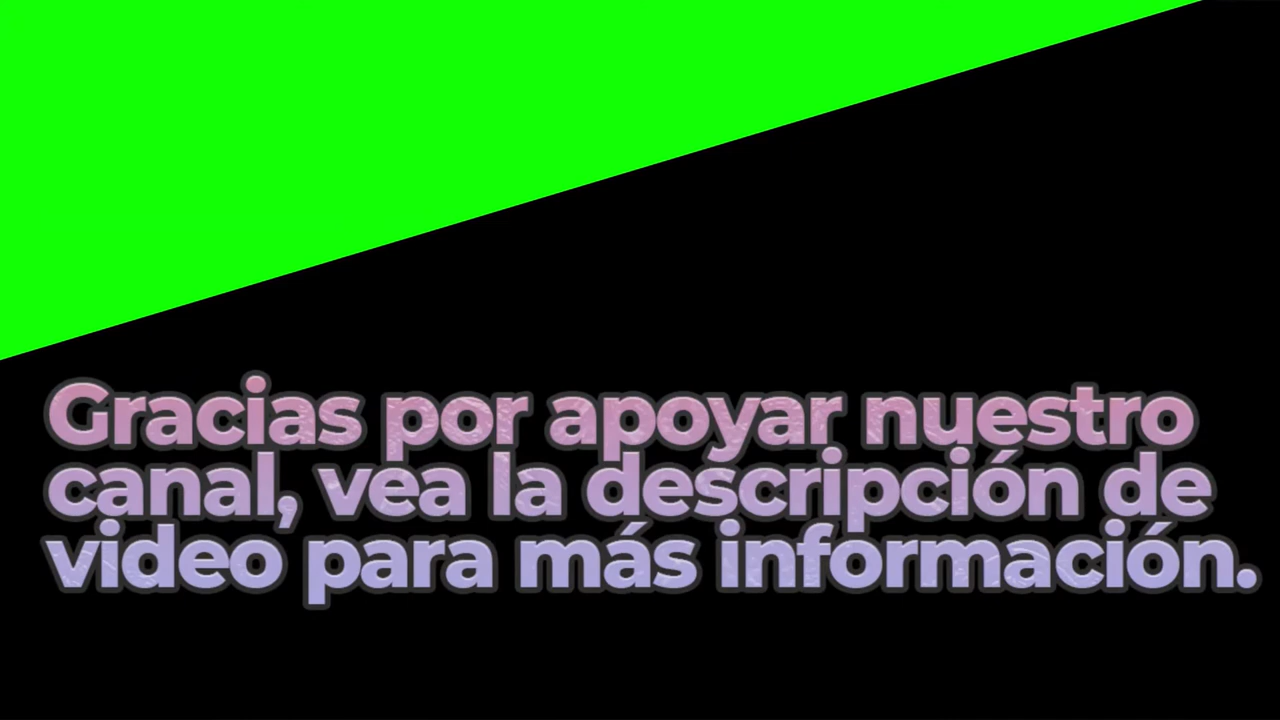 Gracias por apoyar nuestro
canal, vea la descripción de
video para más información.